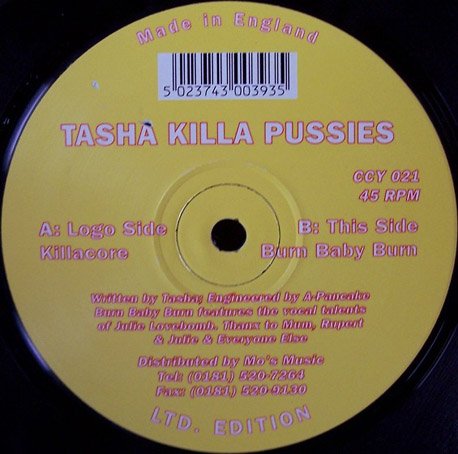 Made in England
5 023743 003935
TASHA KILLA PUSSIES
CCY 021
45 RPM
A: Logo Side
Killacore
B: This Side
Burn Baby Burn
Written by Tasha; Engineered by A-Pancake
Burn Baby Burn features the vocal talents
of Julie Lovebomb. Thanx to Mum, Rupert
& Julie & Everyone Else
Distributed by Mo's Music
Tel: (0181) 520-7264
Fax: (0181) 520-9130
LTD. EDITION